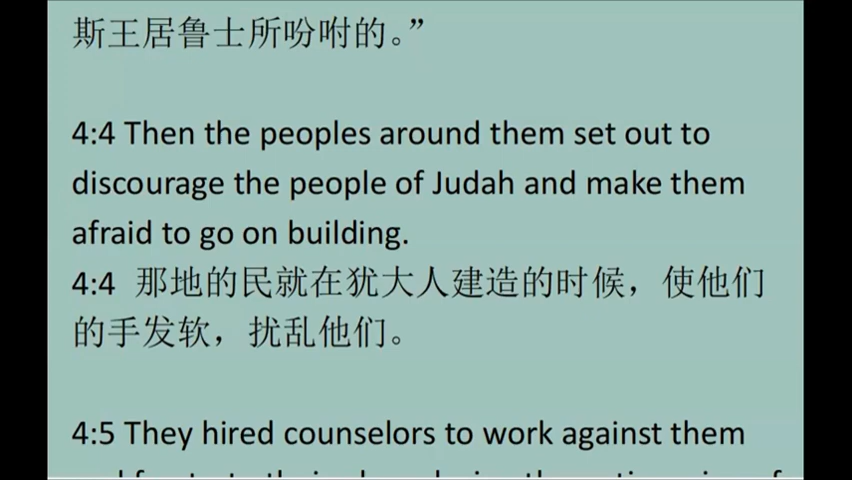 斯王居鲁士所吩咐的。”
4:4 Then the peoples around them set out to
discourage the people of Judah and make them
afraid to go on building.
4:4 那地的民就在犹大人建造的时候，使他们
的手发软，扰乱他们。
4:5 They hired counselors to work against them